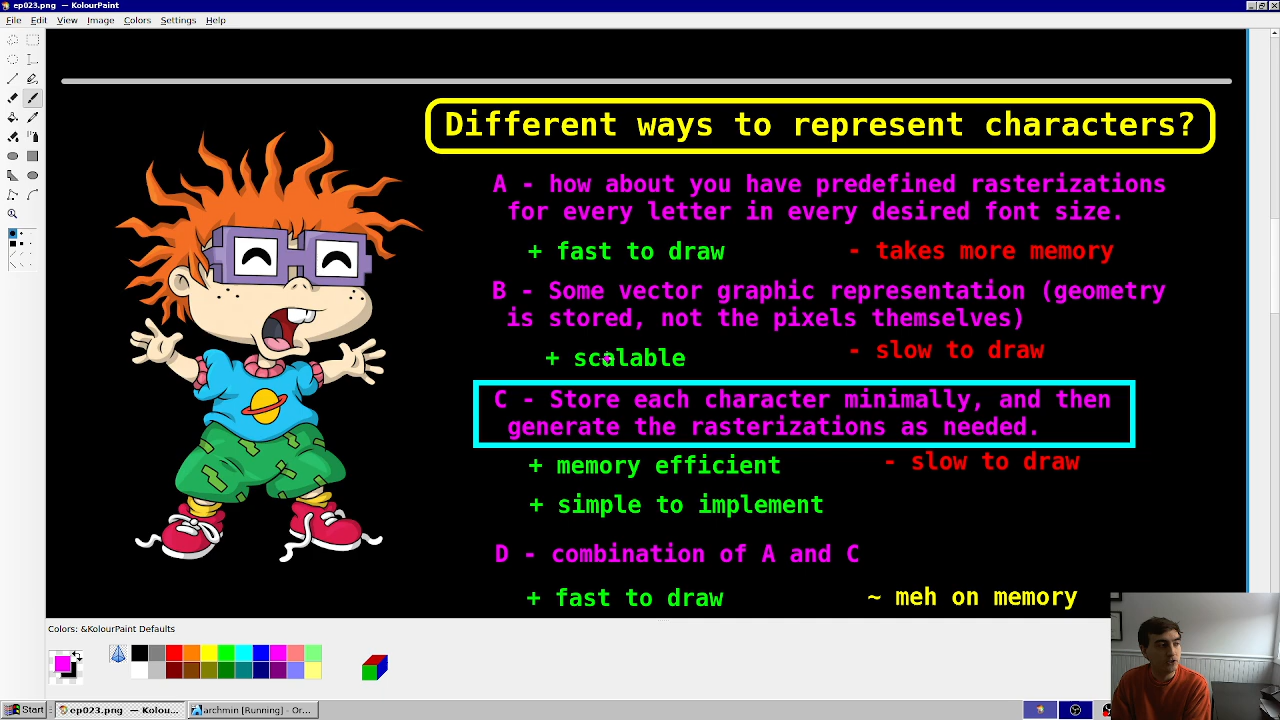 ep023.png — KolourPaint
File Edit View Image Colors Settings Help
Different ways to represent characters?
A - how about you have predefined rasterizations
for every letter in every desired font size.
+ fast to draw - takes more memory
B - Some vector graphic representation (geometry
is stored, not the pixels themselves)
+ scalable - slow to draw
C - Store each character minimally, and then
generate the rasterizations as needed.
+ memory efficient - slow to draw
+ simple to implement
D - combination of A and C
+ fast to draw ~ meh on memory
Colors: &KolourPaint Defaults
Start ep023.png — Kolou... archmin [Running] - Or...